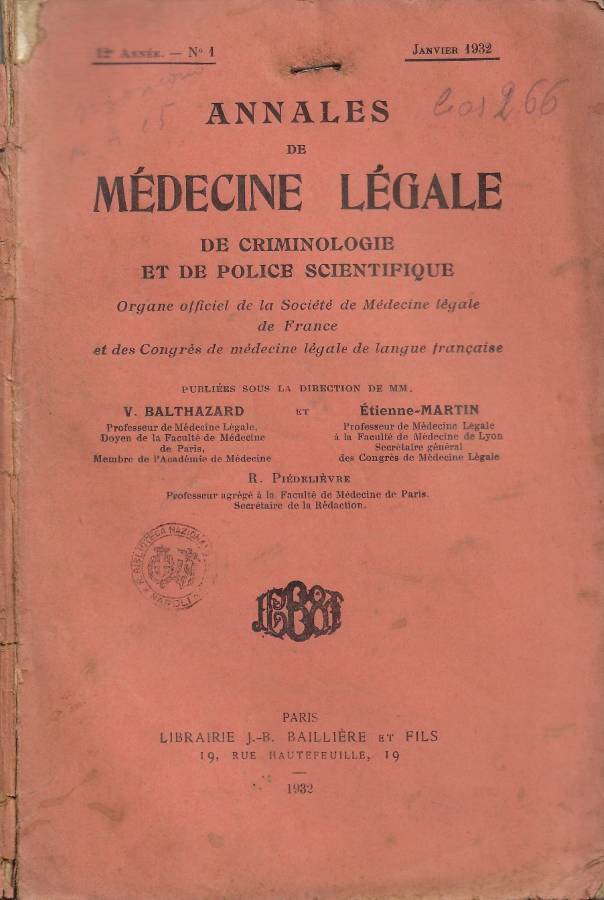 Année. — N° 1
JANVIER 1932
266
ANNALES
DE
MÉDECINE LÉGALE
DE CRIMINOLOGIE
ET DE POLICE SCIENTIFIQUE
Organe officiel de la Société de Médecine légale
de France
et des Congrès de médecine légale de langue française
PUBLIÉES SOUS LA DIRECTION DE MM.
V. BALTHAZARD
Professeur de Médecine Légale,
Doyen de la Faculté de Médecine
de Paris,
Membre de l'Académie de Médecine
ET
Étienne-MARTIN
Professeur de Médecine Légale
à la Faculté de Médecine de Lyon
Secrétaire général
des Congrès de Médecine Légale
R. PIÉDELIÈVRE
Professeur agrégé à la Faculté de Médecine de Paris.
Secrétaire de la Rédaction.
BIBLIOTECA NAZIONALE
NAPOLI
PARIS
LIBRAIRIE J.-B. BAILLIÈRE ET FILS
19, RUE HAUTEFEUILLE, 19
1932